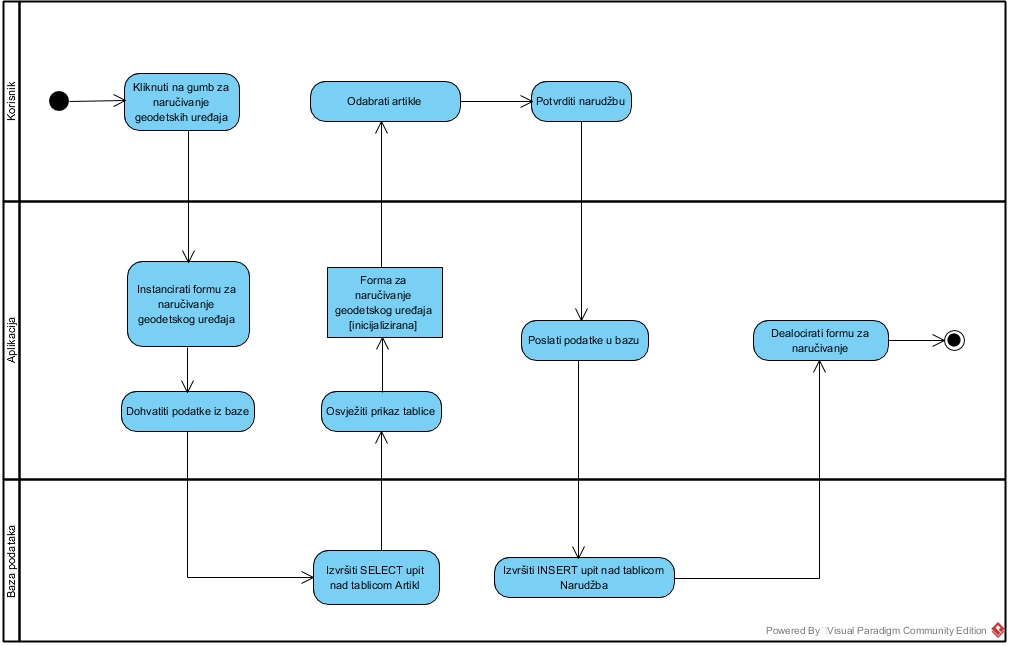 Korisnik
Kliknuti na gumb za
naručivanje
geodetskih uređaja
Odabrati artikle
Potvrditi narudžbu
Aplikacija
Instancirati formu za
naručivanje
geodetskog uređaja
Forma za
naručivanje
geodetskog uređaja
[inicijalizirana]
Poslati podatke u bazu
Dealocirati formu za
naručivanje
Dohvatiti podatke iz baze
Osvježiti prikaz tablice
Baza podataka
Izvršiti SELECT upit
nad tablicom Artikl
Izvršiti INSERT upit nad tablicom
Narudžba
Powered By Visual Paradigm Community Edition